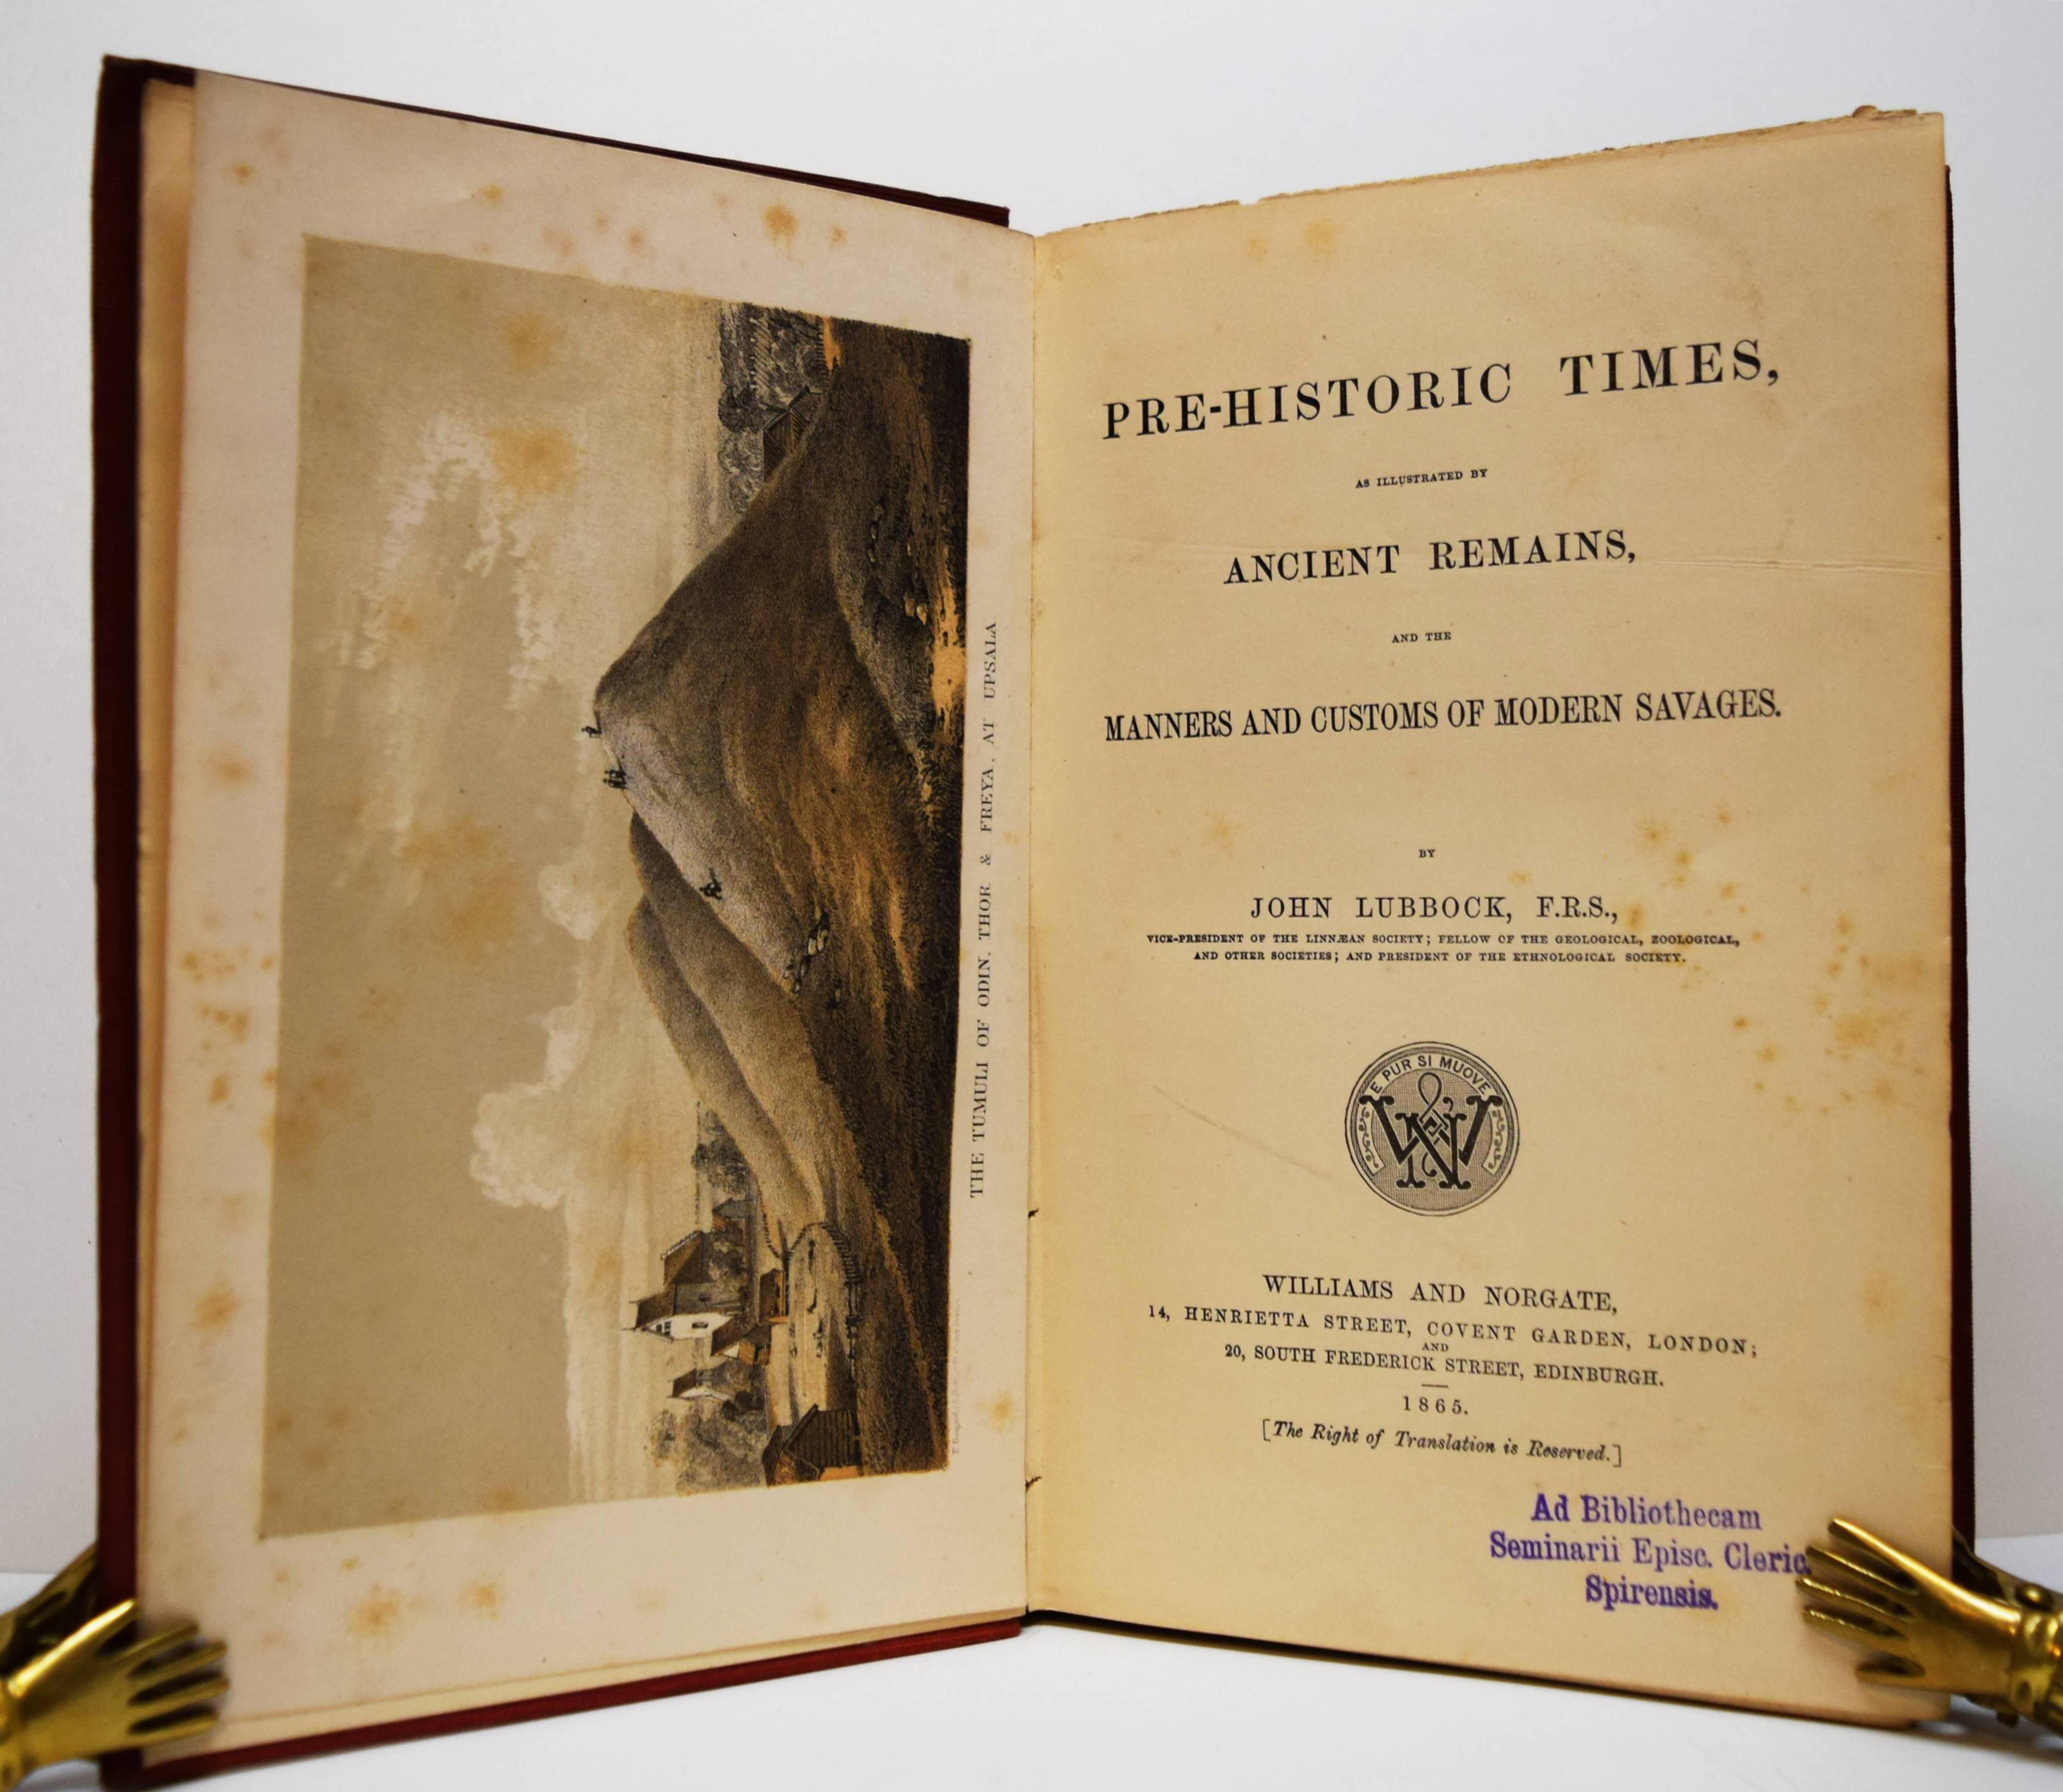 THE TUMULI OF ODIN, THOR & FREYA, AT UPSALA
PRE-HISTORIC TIMES,
AS ILLUSTRATED BY
ANCIENT REMAINS,
AND THE
MANNERS AND CUSTOMS OF MODERN SAVAGES.
BY
JOHN LUBBOCK, F.R.S.,
VICE-PRESIDENT OF THE LINNÆAN SOCIETY; FELLOW OF THE GEOLOGICAL, ZOOLOGICAL,
AND OTHER SOCIETIES; AND PRESIDENT OF THE ETHNOLOGICAL SOCIETY.
E PUR SI MUOVE
WN
WILLIAMS AND NORGATE,
14, HENRIETTA STREET, COVENT GARDEN, LONDON;
AND
20, SOUTH FREDERICK STREET, EDINBURGH.
1865.
[The Right of Translation is Reserved.]
Ad Bibliothecam
Seminarii Episc. Cleric.
Spirensis.